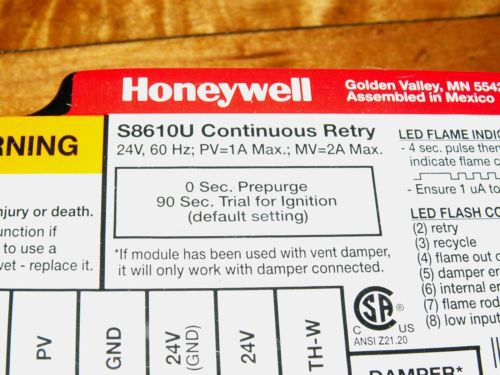 Honeywell
Golden Valley, MN 5542
Assembled in Mexico
RNING
njury or death.
unction if
to use a
wet - replace it.
S8610U Continuous Retry
24V, 60 Hz; PV=1A Max.; MV=2A Max.
0 Sec. Prepurge
90 Sec. Trial for Ignition
(default setting)
*If module has been used with vent damper,
it will only work with damper connected.
LED FLAME INDI
- 4 sec. pulse then
indicate flame c
- Ensure 1 uA to
LED FLASH CO
(2) retry
(3) recycle
(4) flame out o
(5) damper er
(6) internal er
(7) flame rod
(8) low input
PV
GND
24V
(GND)
24V
TH-W
CSA
C US
ANSI Z21.20
DAMPER*